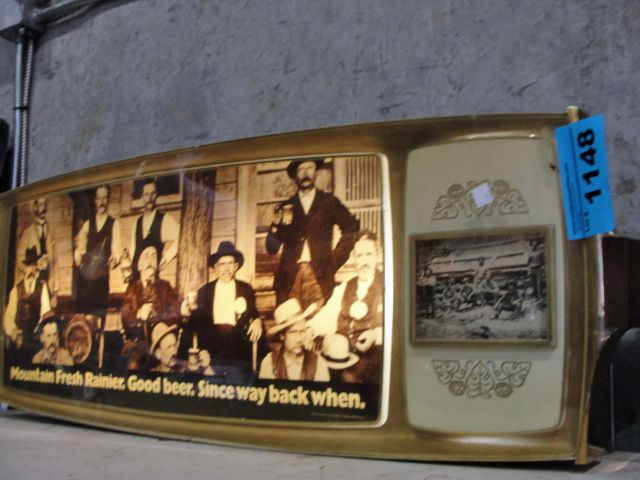 Mountain Fresh Rainier. Good beer. Since way back when.
1148